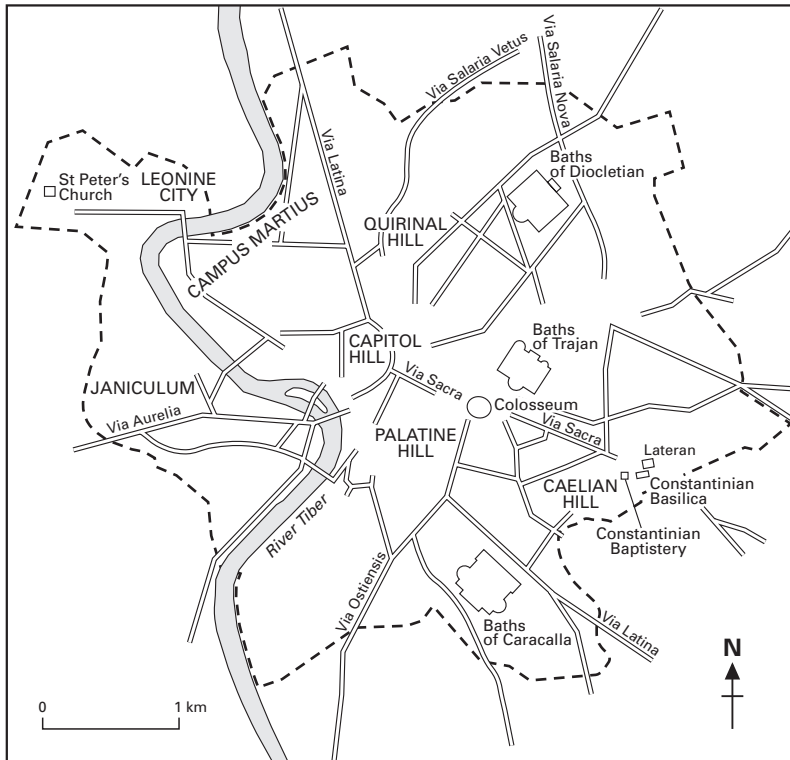 Via Salaria Vetus
Via Salaria
Nova
Via Latina
Baths
of Diocletian
St Peter's
Church
LEONINE
CITY
CAMPUS MARTIUS
QUIRINAL
HILL
CAPITOL
HILL
Baths
of Trajan
JANICULUM
Via Sacra
Colosseum
Via Aurelia
PALATINE
HILL
Via Sacra
Lateran
CAELIAN
HILL
Constantinian
Basilica
Constantinian
Baptistery
River Tiber
Via Ostiensis
Baths
of Caracalla
Via Latina
N
0 1 km